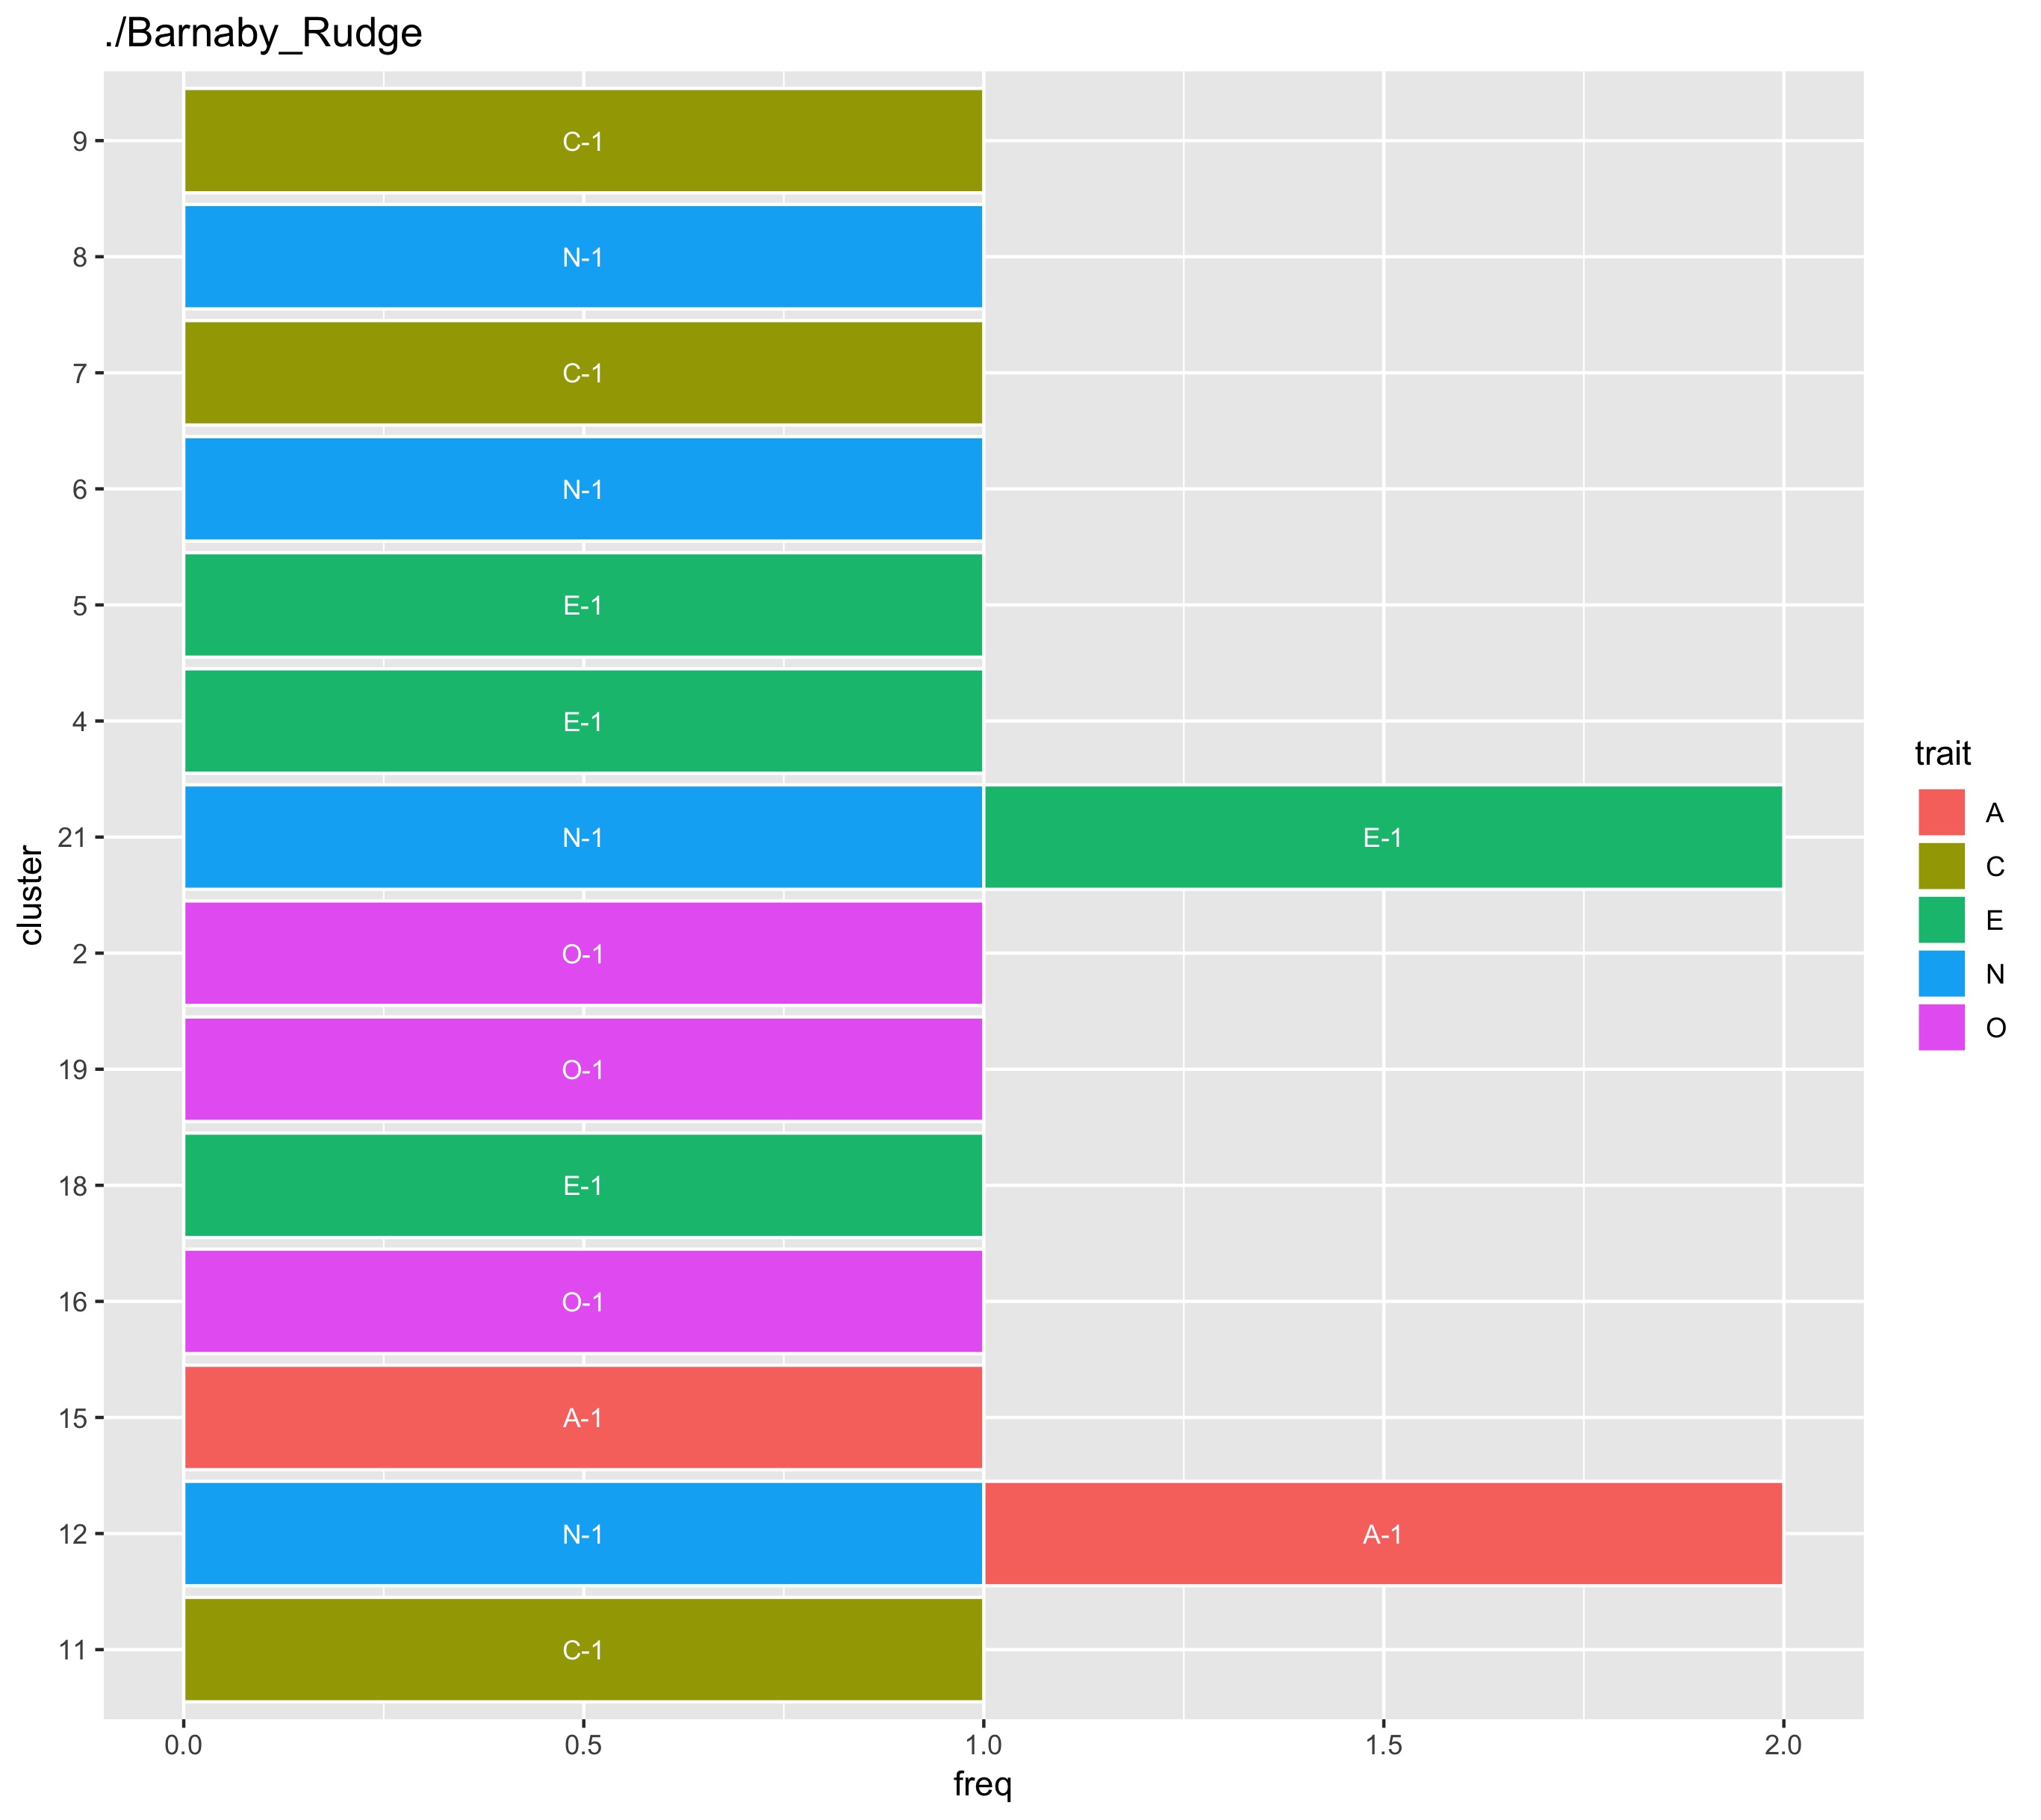 ./Barnaby_Rudge
9
C-1
8
N-1
7
C-1
6
N-1
5
E-1
4
E-1
21
N-1
E-1
2
O-1
19
O-1
18
E-1
16
O-1
15
A-1
12
N-1
A-1
11
C-1
cluster
0.0 0.5 1.0 1.5 2.0
freq
trait
A
C
E
N
O